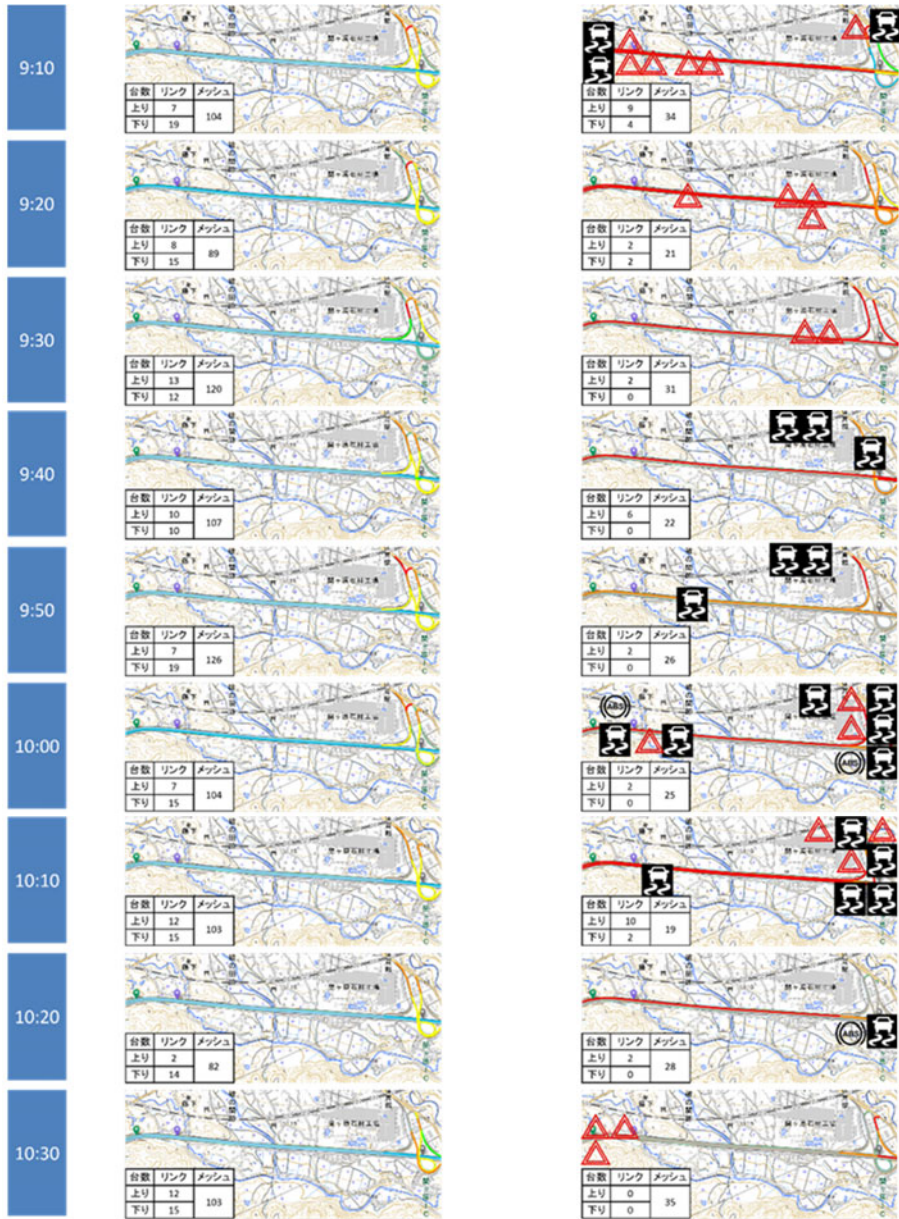 9:10
台数 リンク メッシュ
上り 7 104
下り 19
台数 リンク メッシュ
上り 9 34
下り 4
9:20
台数 リンク メッシュ
上り 8 89
下り 15
台数 リンク メッシュ
上り 2 21
下り 2
9:30
台数 リンク メッシュ
上り 13 120
下り 12
台数 リンク メッシュ
上り 2 31
下り 0
9:40
台数 リンク メッシュ
上り 10 107
下り 10
台数 リンク メッシュ
上り 6 22
下り 0
9:50
台数 リンク メッシュ
上り 7 126
下り 19
台数 リンク メッシュ
上り 2 26
下り 0
10:00
台数 リンク メッシュ
上り 7 104
下り 15
ABS
ABS
台数 リンク メッシュ
上り 2 25
下り 0
10:10
台数 リンク メッシュ
上り 12 103
下り 15
台数 リンク メッシュ
上り 10 19
下り 2
10:20
台数 リンク メッシュ
上り 2 82
下り 14
ABS
台数 リンク メッシュ
上り 2 28
下り 0
10:30
台数 リンク メッシュ
上り 12 103
下り 15
台数 リンク メッシュ
上り 0 35
下り 0